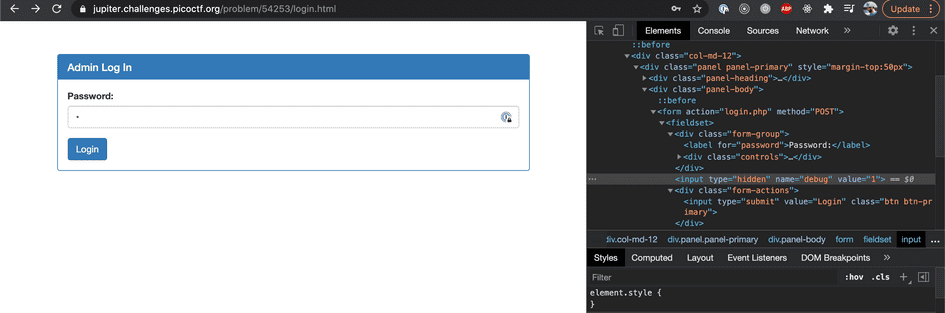 jupiter.challenges.picoctf.org/problem/54253/login.html
ABP
Update
Admin Log In
Password:
Login
Elements Console Sources Network »
::before
<div class="col-md-12">
<div class="panel panel-primary" style="margin-top:50px">
<div class="panel-heading">…</div>
<div class="panel-body">
::before
<form action="login.php" method="POST">
<fieldset>
<div class="form-group">
<label for="password">Password:</label>
<div class="controls">…</div>
</div>
<input type="hidden" name="debug" value="1"> == $0
<div class="form-actions">
<input type="submit" value="Login" class="btn btn-pr
imary">
</div>
div.col-md-12 div.panel.panel-primary div.panel-body form fieldset input ...
Styles Computed Layout Event Listeners DOM Breakpoints »
Filter :hov .cls +
element.style {
}